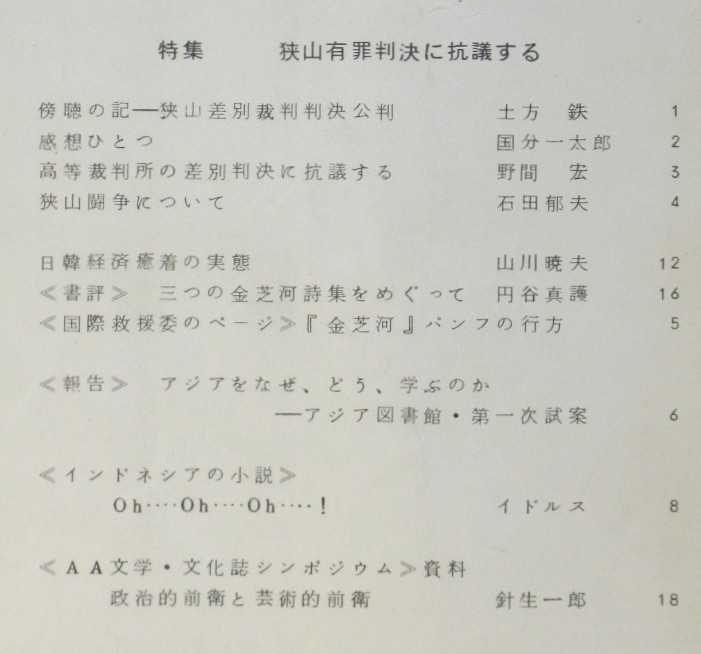 特集　狭山有罪判決に抗議する
傍聴の記──狭山差別裁判判決公判　土方　鉄　1
感想ひとつ　国分一太郎　2
高等裁判所の差別判決に抗議する　野間　宏　3
狭山闘争について　石田郁夫　4
日韓経済癒着の実態　山川暁夫　12
≪書評≫　三つの金芝河詩集をめぐって　円谷真護　16
≪国際救援委のページ≫『金芝河』パンフの行方　5
≪報告≫　アジアをなぜ、どう、学ぶのか
──アジア図書館・第一次試案　6
≪インドネシアの小説≫
Oh‥‥Oh‥‥Oh‥‥！　イドルス　8
≪AA文学・文化誌シンポジウム≫資料
政治的前衛と芸術的前衛　針生一郎　18